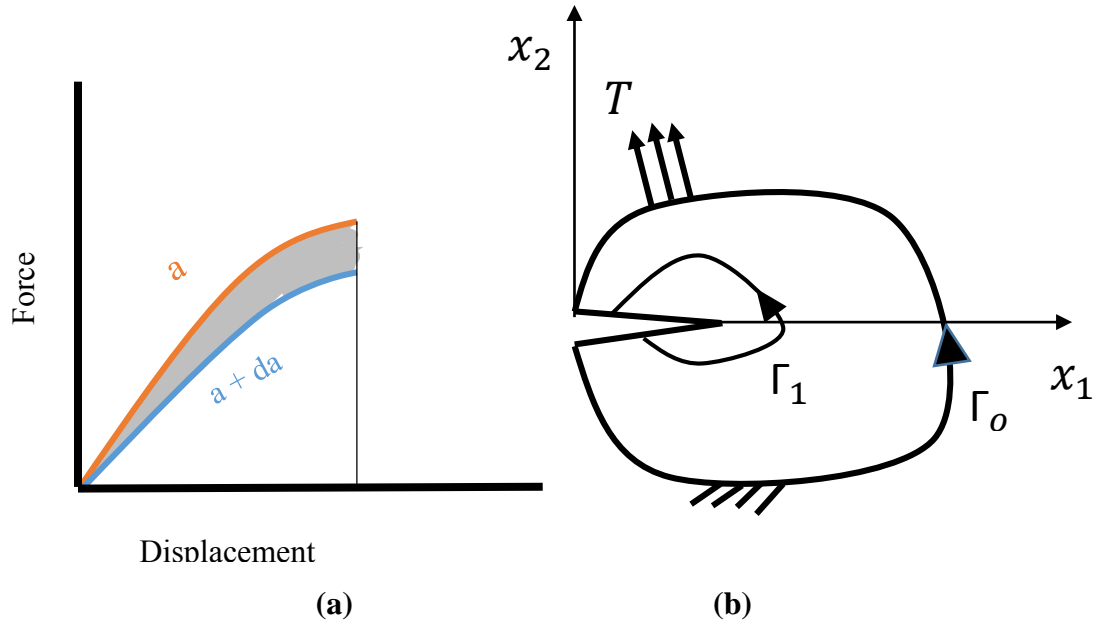 x₂
T
Force
a
a + da
Γ₁
Γₒ
x₁
Displacement
(a)
(b)